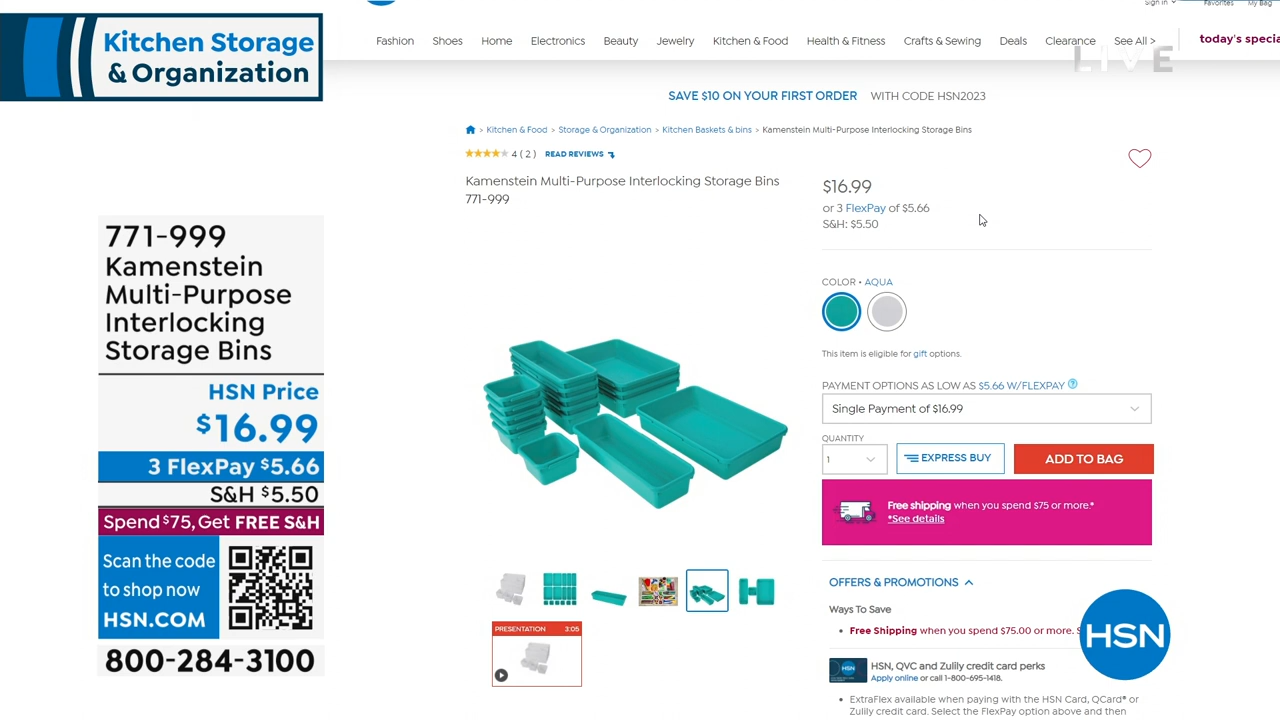 Kitchen Storage
& Organization
Sign in
Favorites
My Bag
Fashion
Shoes
Home
Electronics
Beauty
Jewelry
Kitchen & Food
Health & Fitness
Crafts & Sewing
Deals
Clearance
See All >
today's specia
LIVE
SAVE $10 ON YOUR FIRST ORDER WITH CODE HSN2023
> Kitchen & Food > Storage & Organization > Kitchen Baskets & bins > Kamenstein Multi-Purpose Interlocking Storage Bins
4 ( 2 ) READ REVIEWS
Kamenstein Multi-Purpose Interlocking Storage Bins
771-999
$16.99
or 3 FlexPay of $5.66
S&H: $5.50
COLOR • AQUA
This item is eligible for gift options.
PAYMENT OPTIONS AS LOW AS $5.66 W/FLEXPAY ?
Single Payment of $16.99
QUANTITY
1
EXPRESS BUY
ADD TO BAG
Free shipping when you spend $75 or more.*
*See details
OFFERS & PROMOTIONS
Ways To Save
• Free Shipping when you spend $75.00 or more. S
HSN, QVC and Zulily credit card perks
Apply online or call 1-800-695-1418.
• ExtraFlex available when paying with the HSN Card, QCard® or
Zulily credit card. Select the FlexPay option above and then
PRESENTATION 3:05
HSN
771-999
Kamenstein
Multi-Purpose
Interlocking
Storage Bins
HSN Price
$16.99
3 FlexPay $5.66
S&H $5.50
Spend $75, Get FREE S&H
Scan the code
to shop now
HSN.COM
800-284-3100